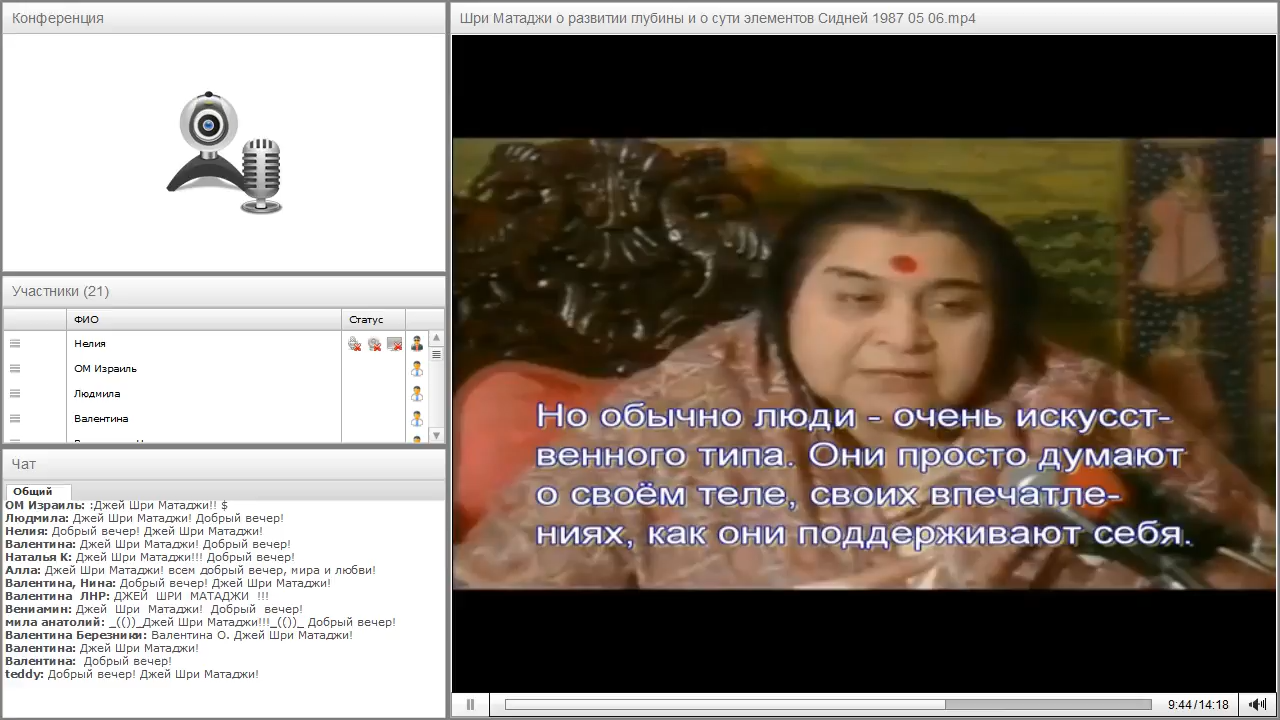 Конференция
Участники (21)
ФИО
Статус
Нелия
ОМ Израиль
Людмила
Валентина
Чат
Общий
ОМ Израиль: :Джей Шри Матаджи!! $
Людмила: Джей Шри Матаджи! Добрый вечер!
Нелия: Добрый вечер! Джей Шри Матаджи!
Валентина: Джей Шри Матаджи! Добрый вечер!
Наталья К: Джей Шри Матаджи!!! Добрый вечер!
Алла: Джей Шри Матаджи! всем добрый вечер, мира и любви!
Валентина, Нина: Добрый вечер! Джей Шри Матаджи!
Валентина ЛНР: ДЖЕЙ ШРИ МАТАДЖИ !!!
Вениамин: Джей Шри Матаджи! Добрый вечер!
мила анатолий: _(())_Джей Шри Матаджи!!!_(())_ Добрый вечер!
Валентина Березники: Валентина О. Джей Шри Матаджи!
Валентина: Джей Шри Матаджи!
Валентина: Добрый вечер!
teddy: Добрый вечер! Джей Шри Матаджи!
Шри Матаджи о развитии глубины и о сути элементов Сидней 1987 05 06.mp4
Но обычно люди - очень искусст-
венного типа. Они просто думают
о своём теле, своих впечатле-
ниях, как они поддерживают себя.
9:44/14:18